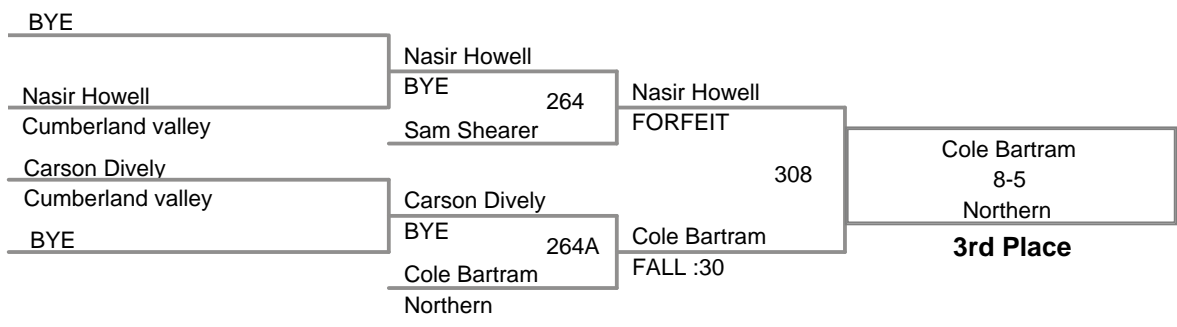 BYE
Nasir Howell
Cumberland valley
Carson Dively
Cumberland valley
BYE
Nasir Howell
BYE
264
Sam Shearer
Carson Dively
BYE
264A
Cole Bartram
Northern
Nasir Howell
FORFEIT
308
Cole Bartram
FALL :30
Cole Bartram
8-5
Northern
3rd Place